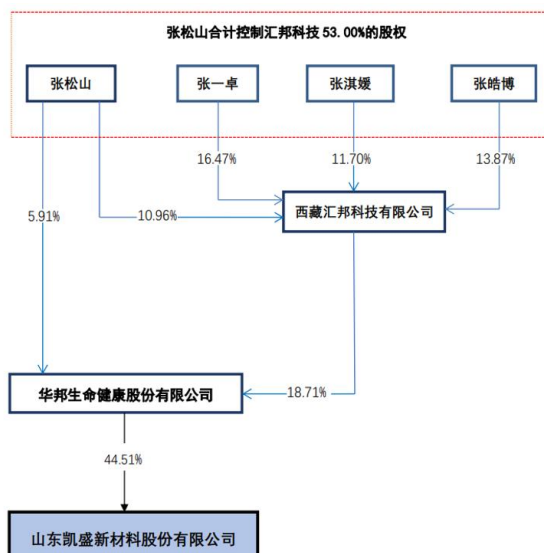 张松山合计控制汇邦科技 53.00%的股权
张松山
张一卓
张淇媛
张皓博
16.47%
11.70%
13.87%
5.91%
10.96%
西藏汇邦科技有限公司
华邦生命健康股份有限公司
18.71%
44.51%
山东凯盛新材料股份有限公司